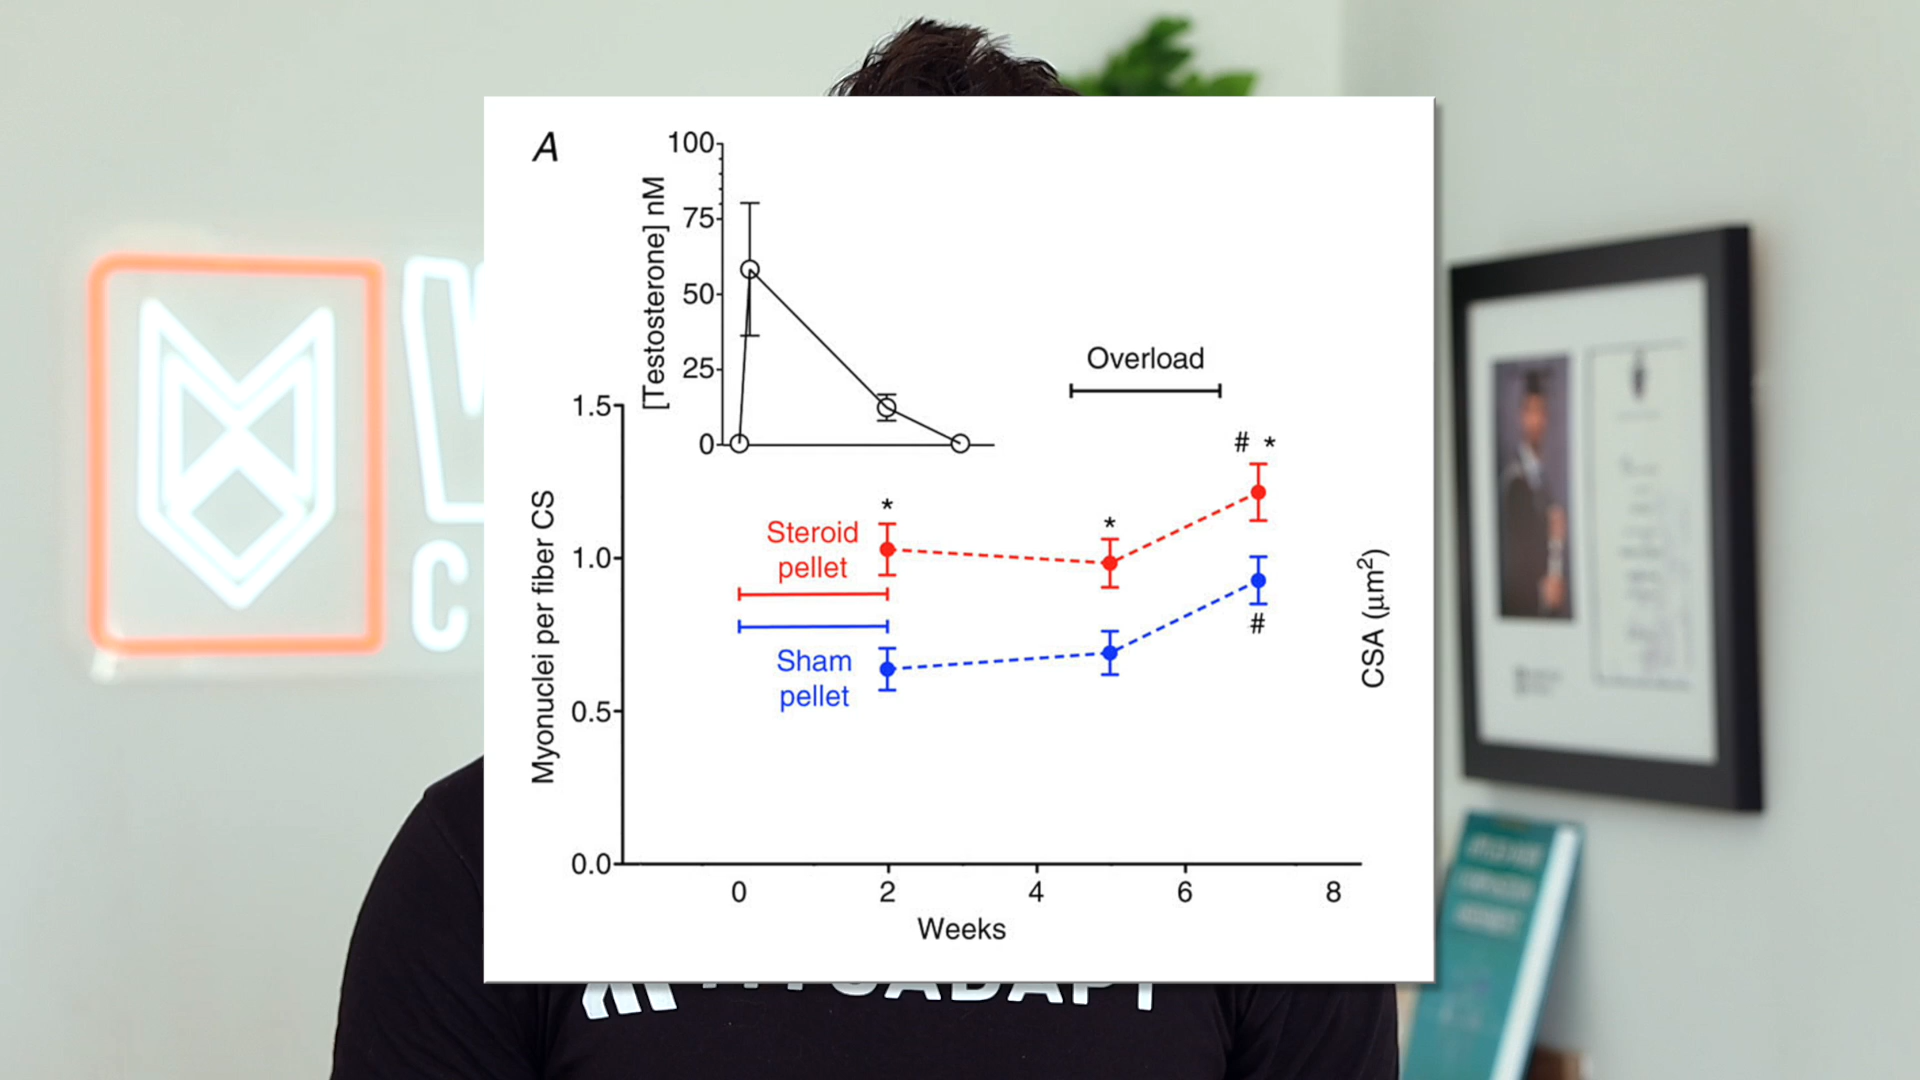 A
100
75
50
25
0
[Testosterone] nM
Overload
# *
*
*
#
Steroid
pellet
Sham
pellet
1.5
1.0
0.5
0.0
Myonuclei per fiber CS
CSA (μm²)
0 2 4 6 8
Weeks
C